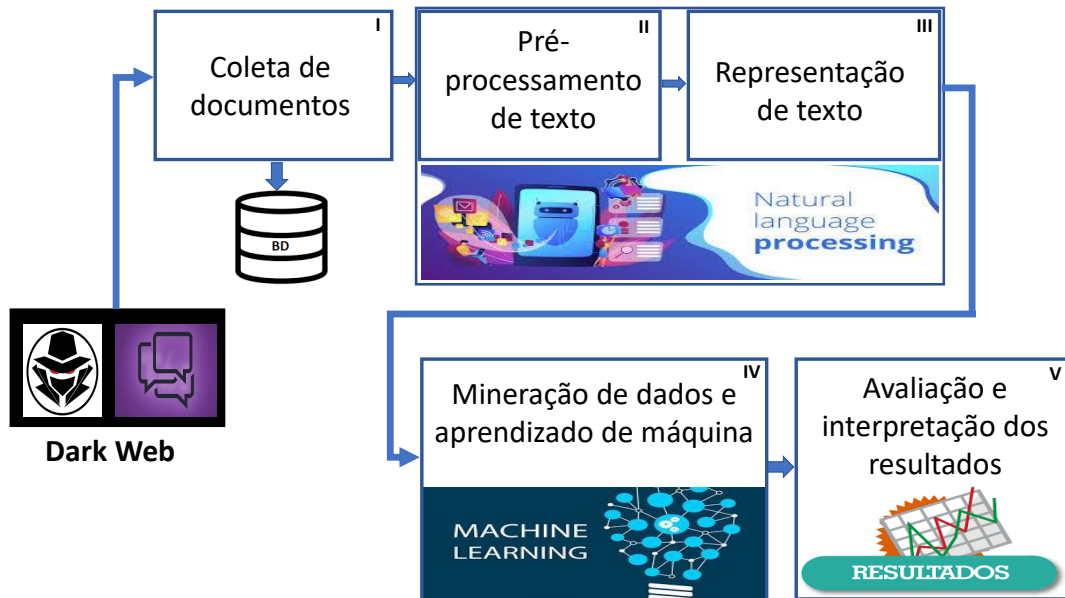 I
Coleta de
documentos
II
Pré-
processamento
de texto
III
Representação
de texto
BD
Natural
language
processing
Dark Web
IV
Mineração de dados e
aprendizado de máquina
MACHINE
LEARNING
V
Avaliação e
interpretação dos
resultados
RESULTADOS